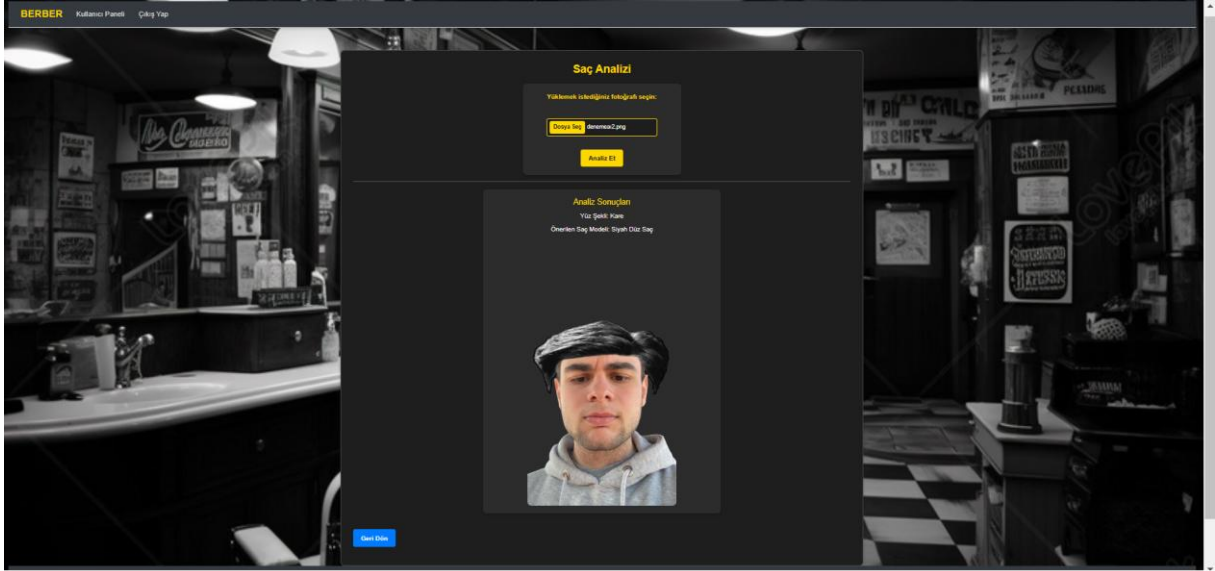 BERBER Kullanıcı Paneli Çıkış Yap
Saç Analizi
Yüklemek istediğiniz fotoğrafı seçin:
Dosya Seç denemesx2.png
Analiz Et
Analiz Sonuçları
Yüz Şekli: Kare
Önerilen Saç Modeli: Siyah Düz Saç
Geri Dön